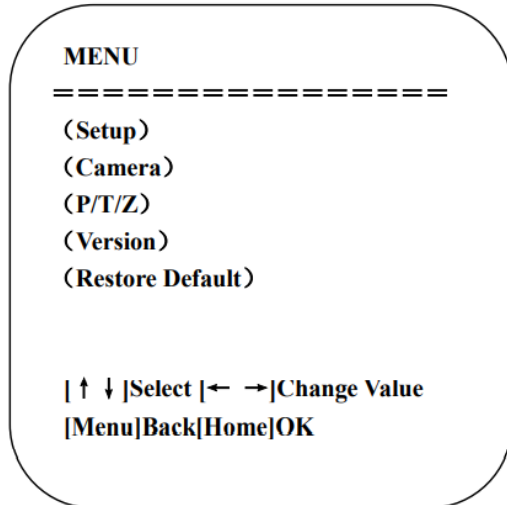 MENU
================
（Setup）
（Camera）
（P/T/Z）
（Version）
（Restore Default）
[↑ ↓]Select [← →]Change Value
[Menu]Back[Home]OK